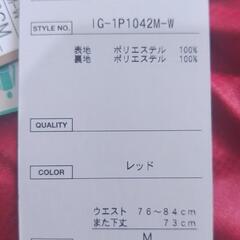 STYLE NO. IG-1P1042M-W
表地 ポリエステル 100%
裏地 ポリエステル 100%
QUALITY
COLOR レッド
ウエスト 76~84cm
また下丈 73cm
M
CM